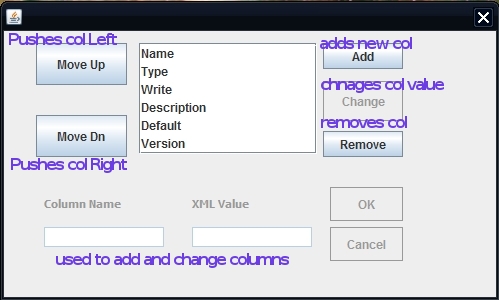 Pushes col Left
Move Up
Move Dn
Pushes col Right
Name
Type
Write
Description
Default
Version
adds new col
Add
chnages col value
Change
removes col
Remove
Column Name
XML Value
used to add and change columns
OK
Cancel